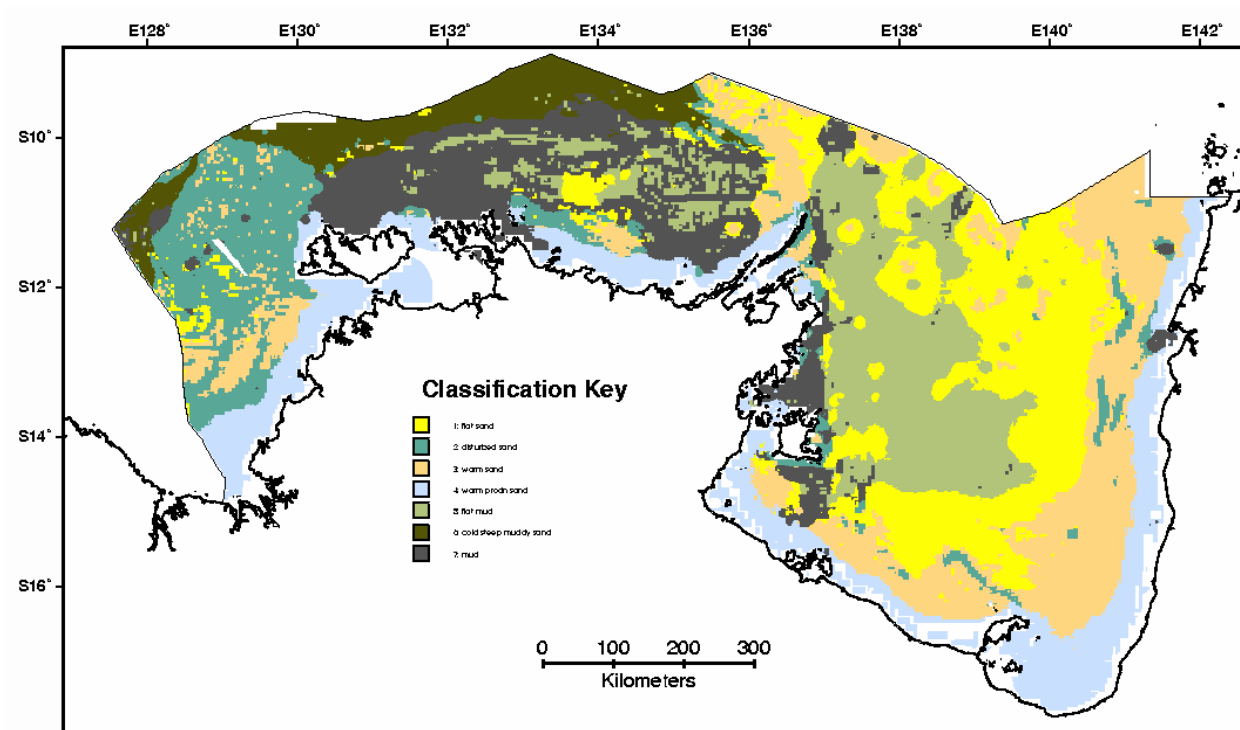 E128° E130° E132° E134° E136° E138° E140° E142°
S10°
S12°
S14°
S16°
Classification Key
1: flat sand
2: disturbed sand
3: warm sand
4: warm prodn sand
5: flat mud
6: cold steep muddy sand
7: mud
0 100 200 300
Kilometers